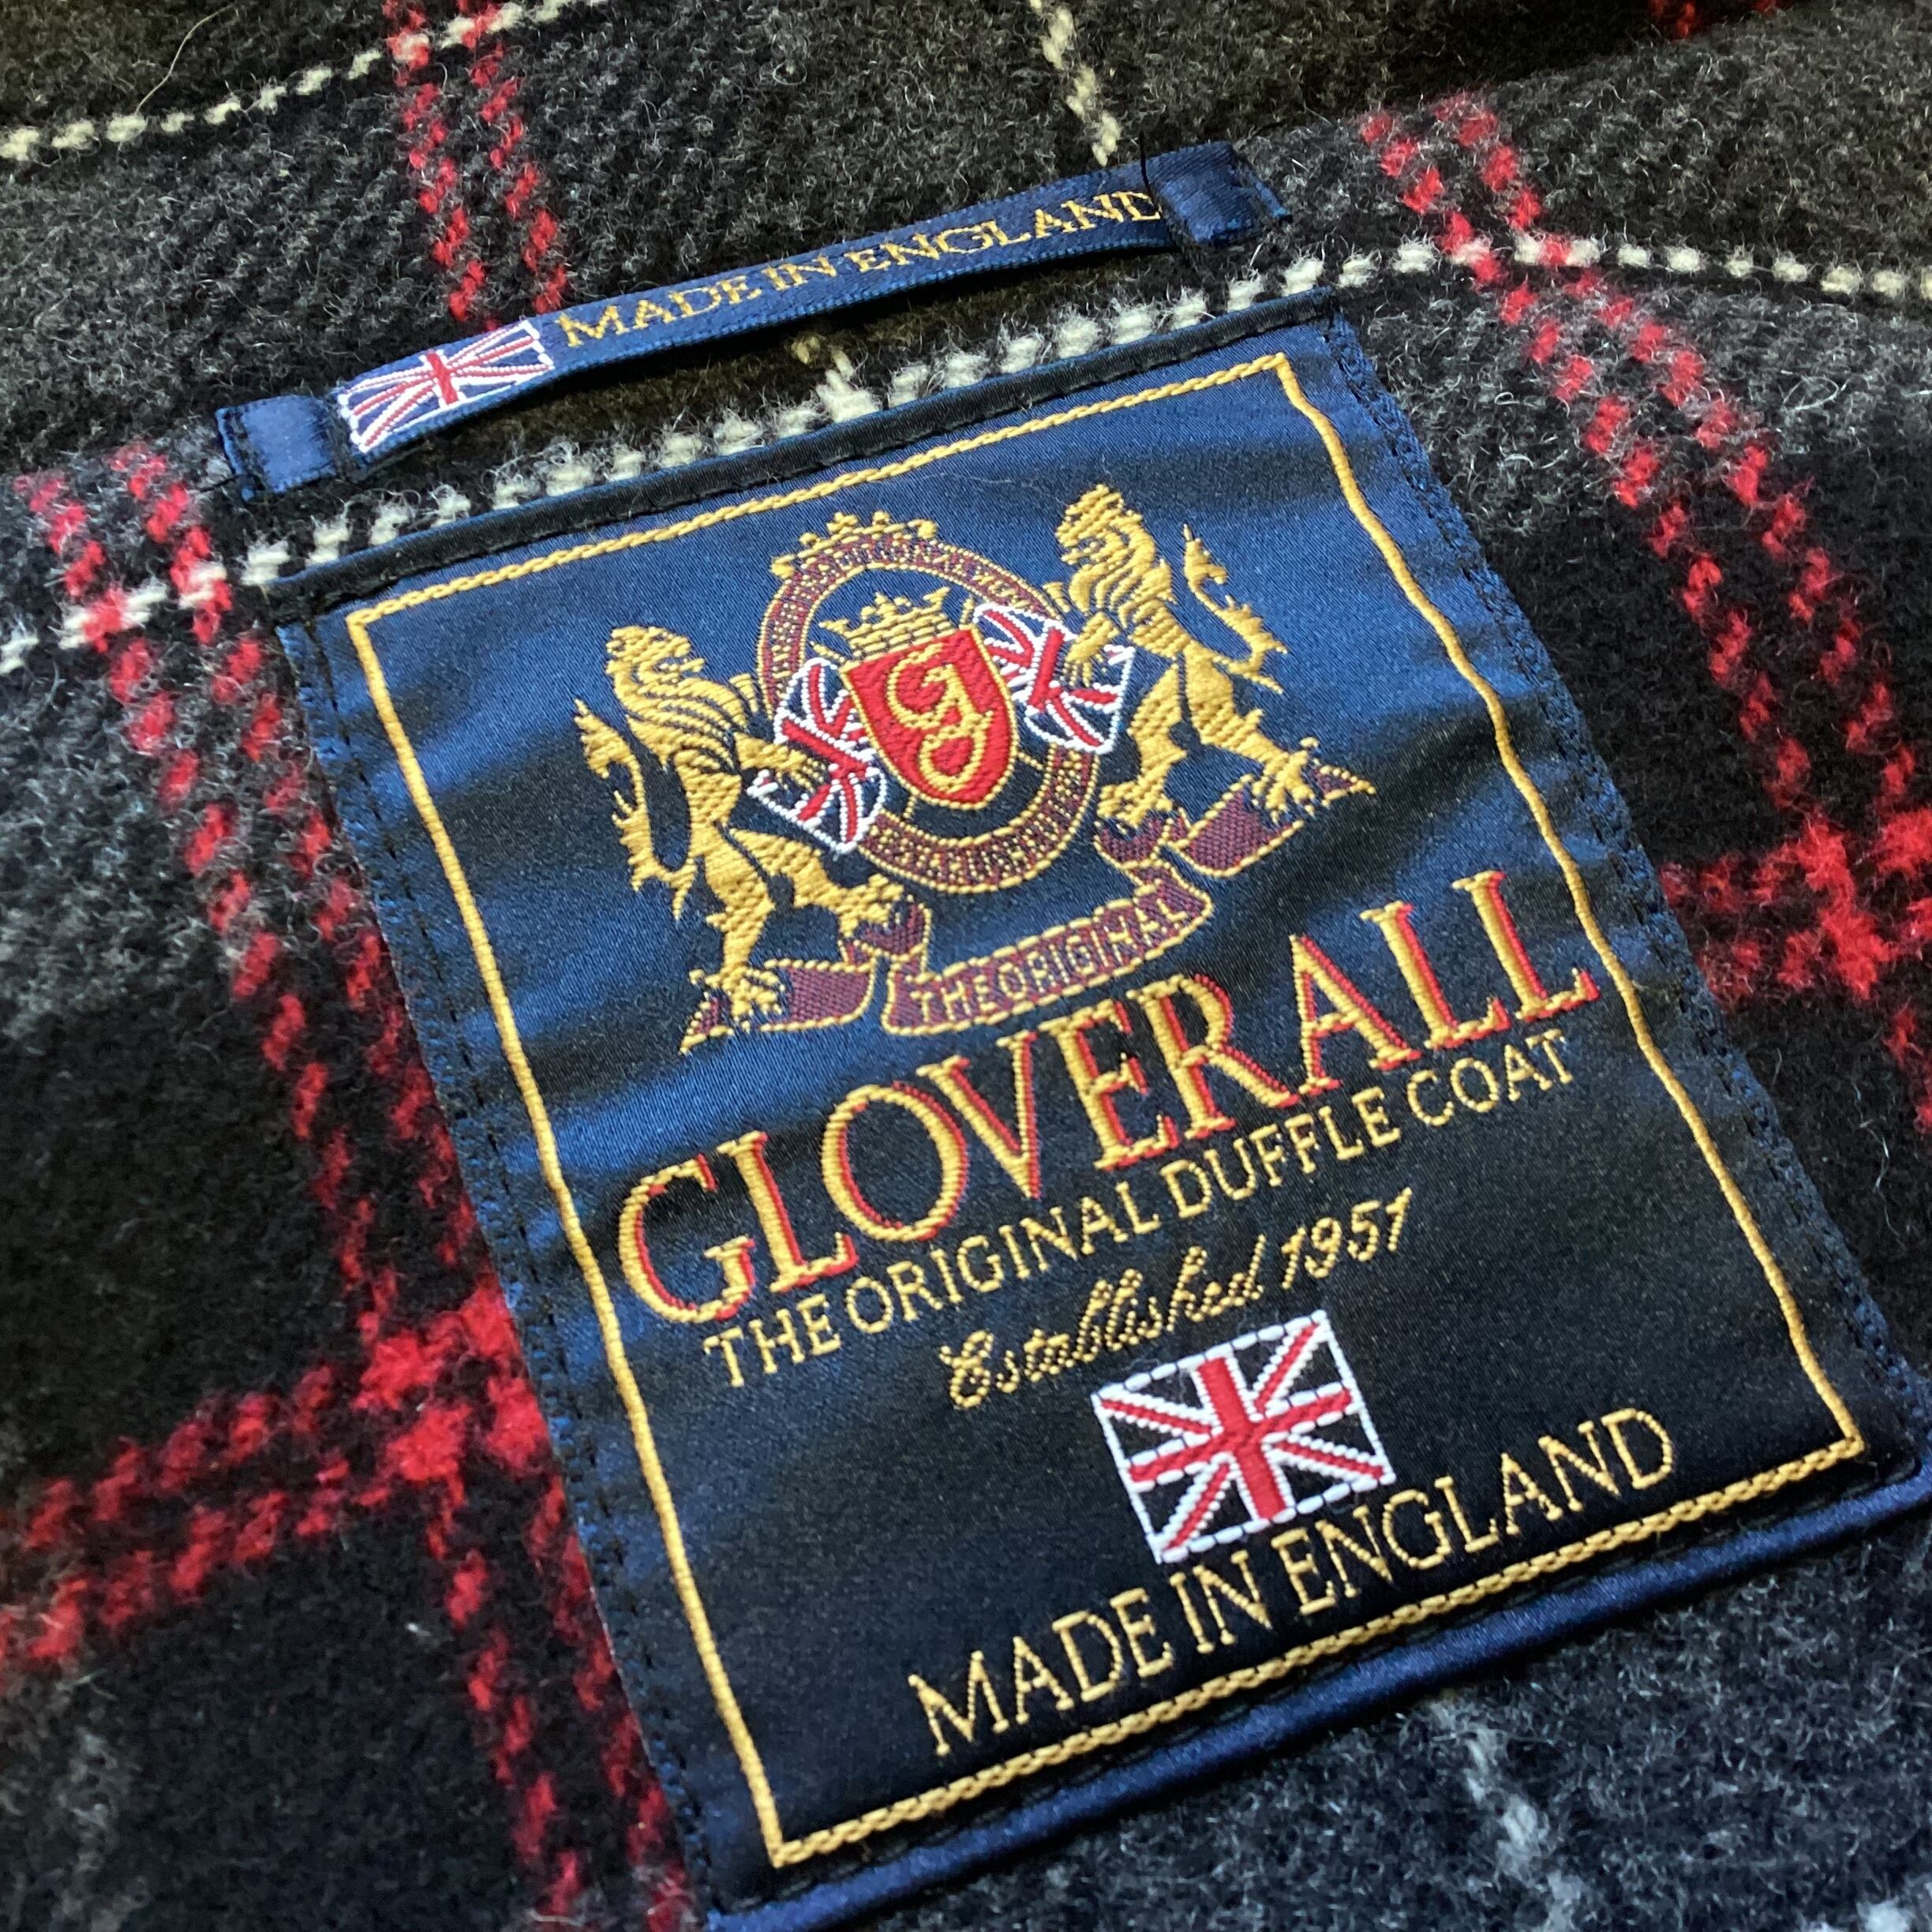 MADE IN ENGLAND
THE ORIGINAL
GLOVERALL
THE ORIGINAL DUFFLE COAT
Established 1951
MADE IN ENGLAND